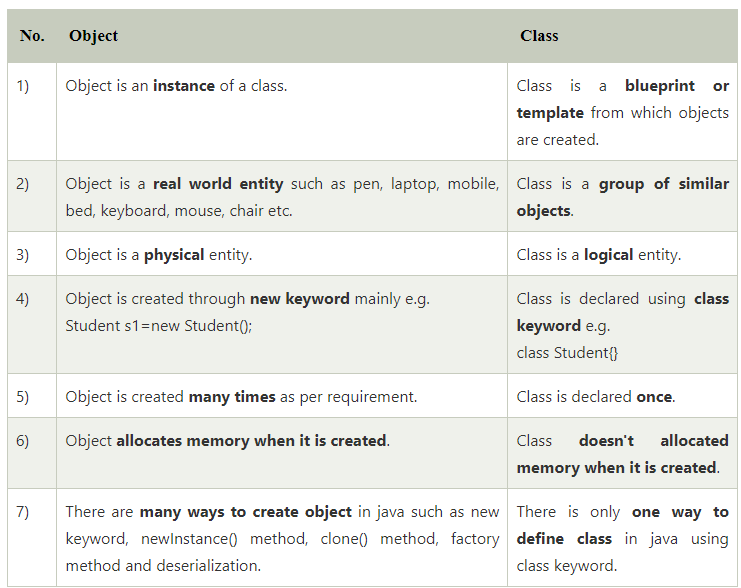 No. Object Class
1) Object is an instance of a class. Class is a blueprint or
template from which objects
are created.
2) Object is a real world entity such as pen, laptop, mobile, Class is a group of similar
bed, keyboard, mouse, chair etc. objects.
3) Object is a physical entity. Class is a logical entity.
4) Object is created through new keyword mainly e.g. Class is declared using class
Student s1=new Student(); keyword e.g.
class Student{}
5) Object is created many times as per requirement. Class is declared once.
6) Object allocates memory when it is created. Class doesn't allocated
memory when it is created.
7) There are many ways to create object in java such as new There is only one way to
keyword, newInstance() method, clone() method, factory define class in java using
method and deserialization. class keyword.